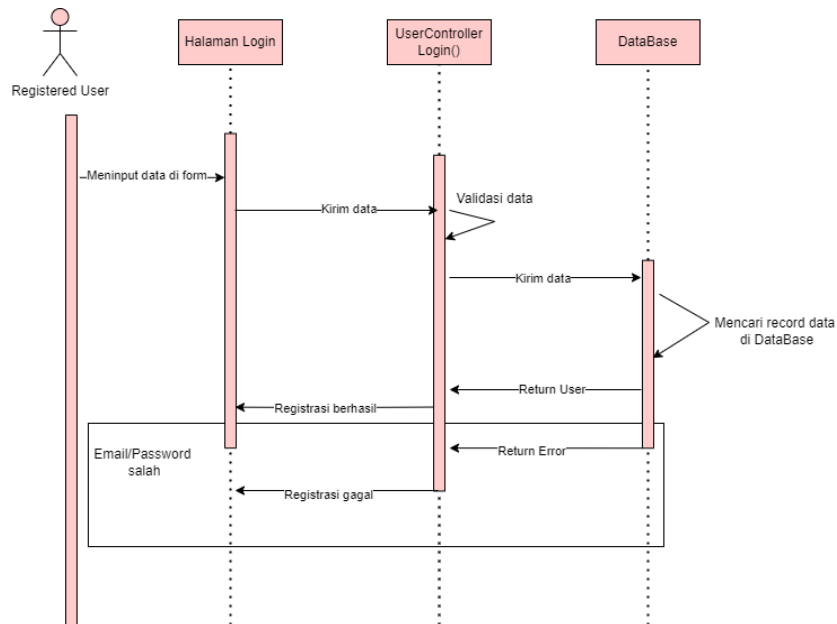 Registered User
Halaman Login
UserController
Login()
DataBase
Meninput data di form
Kirim data
Validasi data
Kirim data
Mencari record data
di DataBase
Return User
Registrasi berhasil
Email/Password
salah
Return Error
Registrasi gagal